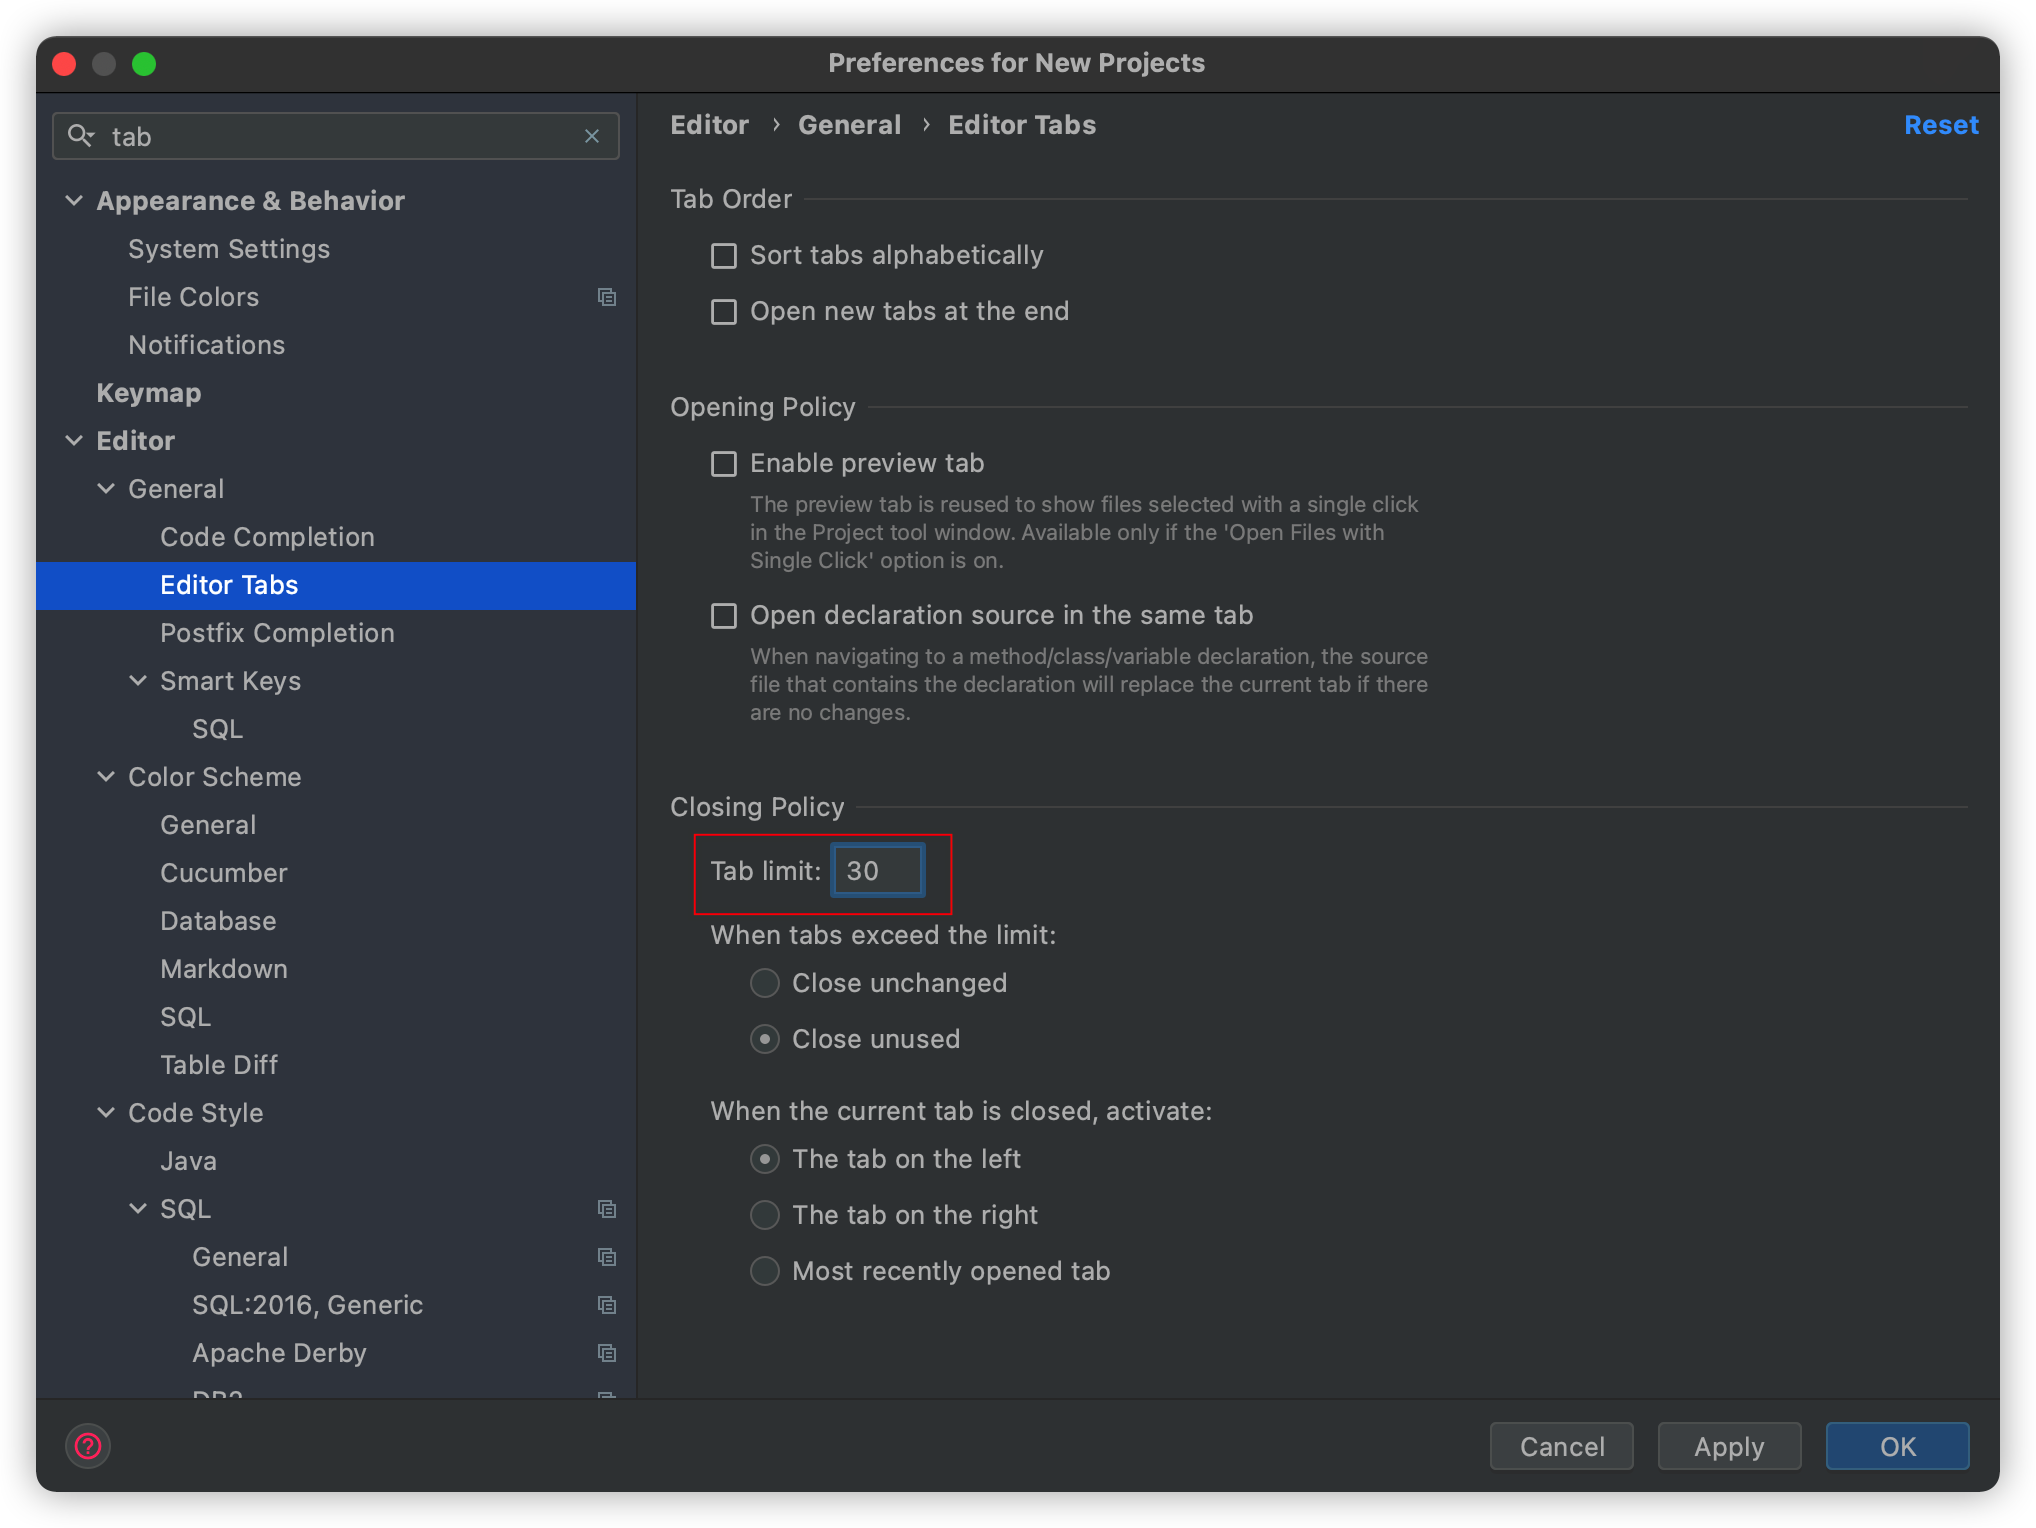 Preferences for New Projects
tab
Appearance & Behavior
System Settings
File Colors
Notifications
Keymap
Editor
General
Code Completion
Editor Tabs
Postfix Completion
Smart Keys
SQL
Color Scheme
General
Cucumber
Database
Markdown
SQL
Table Diff
Code Style
Java
SQL
General
SQL:2016, Generic
Apache Derby
DB2
Editor › General › Editor Tabs
Reset
Tab Order
Sort tabs alphabetically
Open new tabs at the end
Opening Policy
Enable preview tab
The preview tab is reused to show files selected with a single click
in the Project tool window. Available only if the 'Open Files with
Single Click' option is on.
Open declaration source in the same tab
When navigating to a method/class/variable declaration, the source
file that contains the declaration will replace the current tab if there
are no changes.
Closing Policy
Tab limit: 30
When tabs exceed the limit:
Close unchanged
Close unused
When the current tab is closed, activate:
The tab on the left
The tab on the right
Most recently opened tab
?
Cancel
Apply
OK